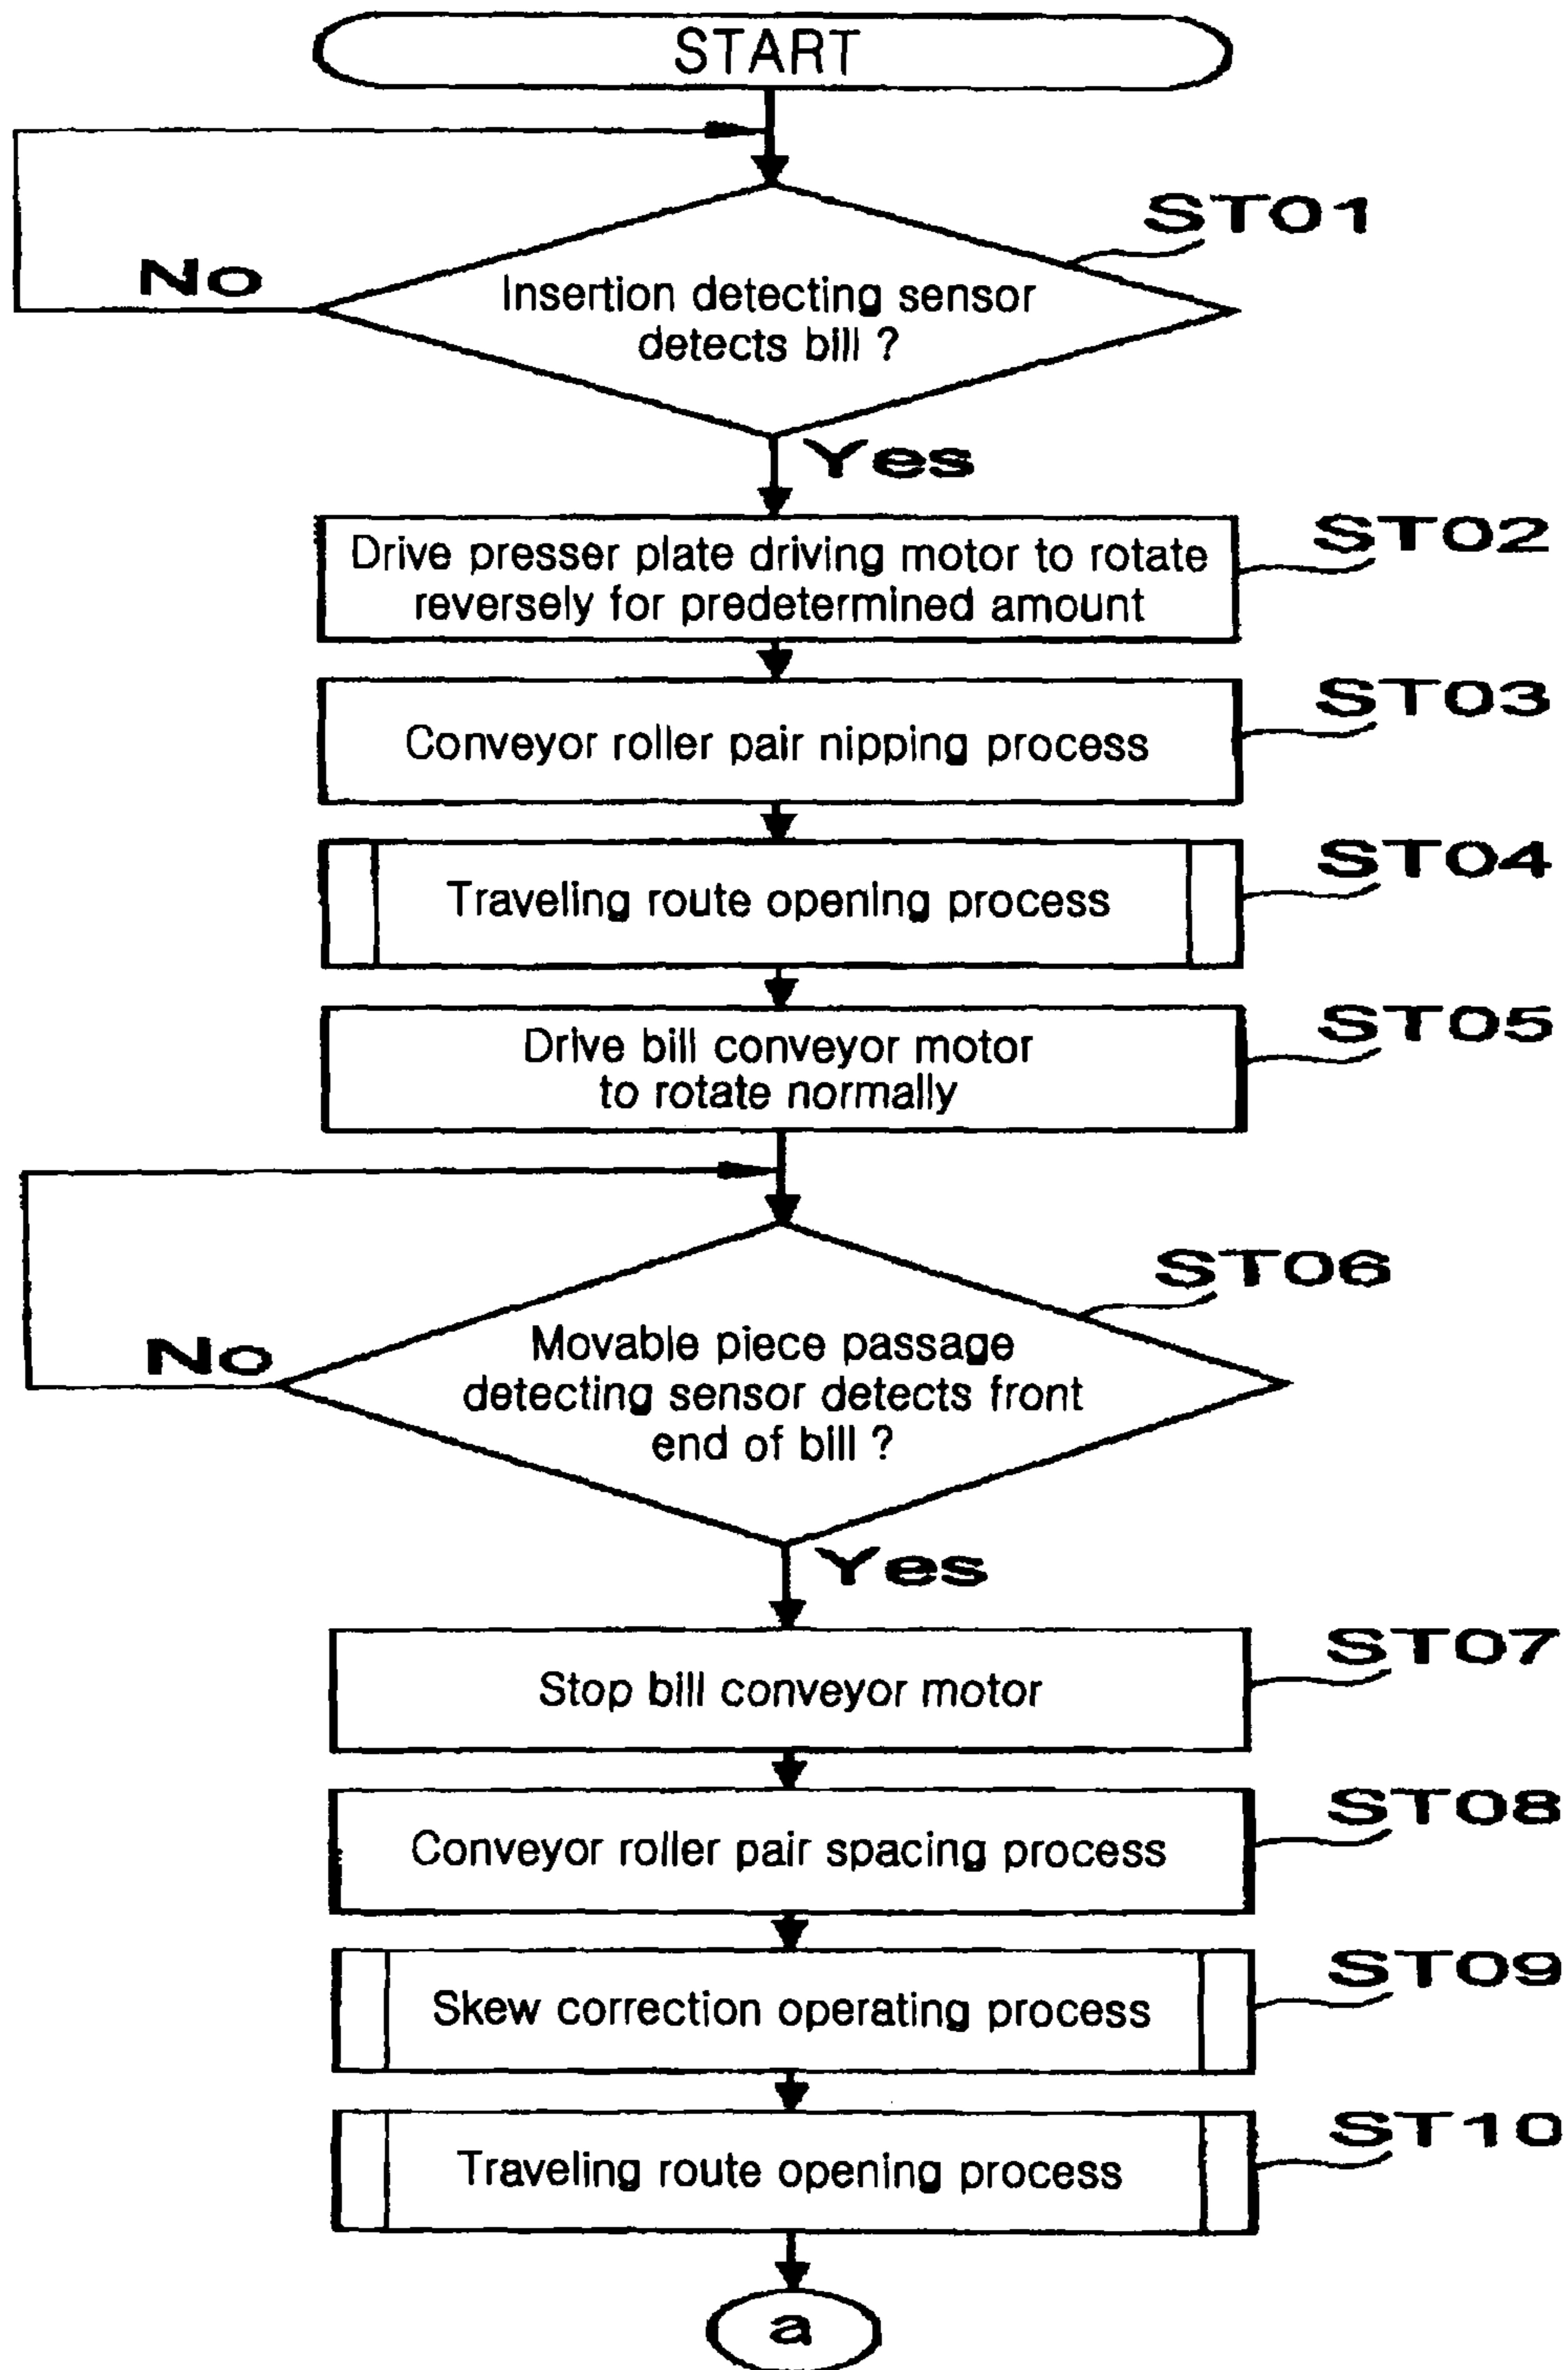 START
ST01
No
Insertion detecting sensor
detects bill ?
Yes
ST02
Drive presser plate driving motor to rotate
reversely for predetermined amount
ST03
Conveyor roller pair nipping process
ST04
Traveling route opening process
ST05
Drive bill conveyor motor
to rotate normally
ST06
No
Movable piece passage
detecting sensor detects front
end of bill ?
Yes
ST07
Stop bill conveyor motor
ST08
Conveyor roller pair spacing process
ST09
Skew correction operating process
ST10
Traveling route opening process
a